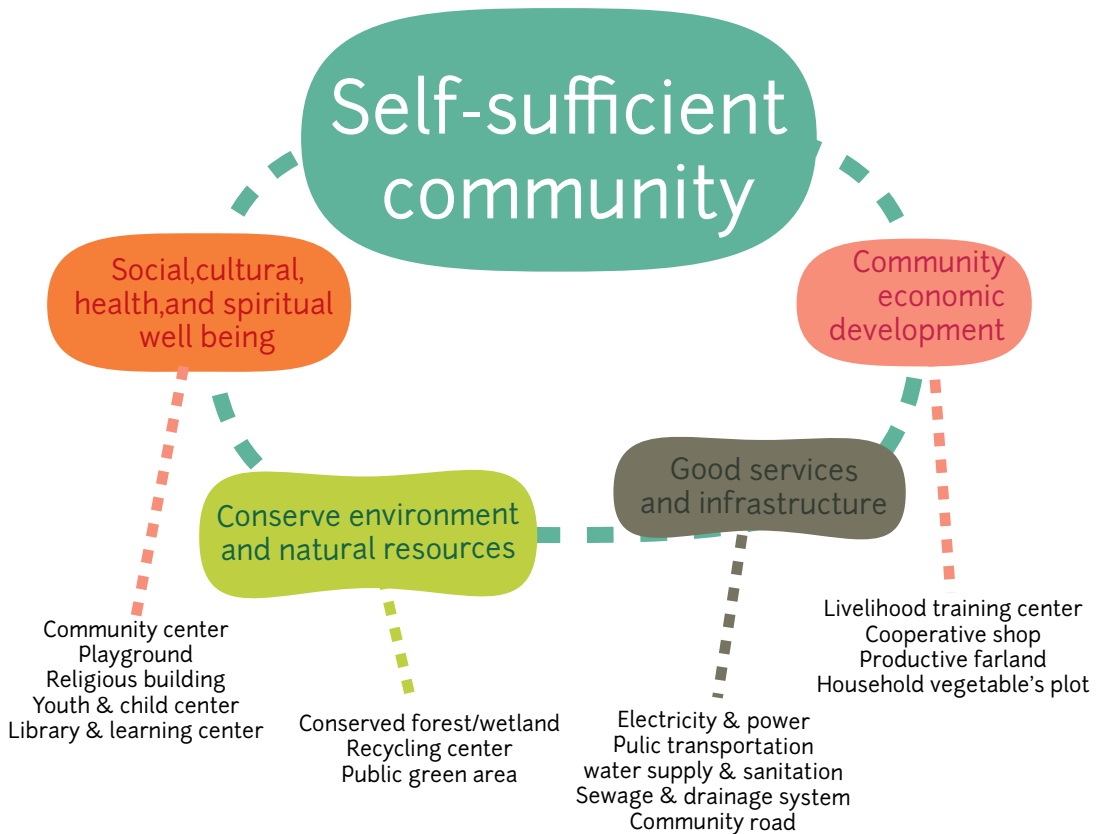 Self-sufficient
community
Social,cultural,
health,and spiritual
well being
Community
economic
development
Conserve environment
and natural resources
Good services
and infrastructure
Community center
Playground
Religious building
Youth & child center
Library & learning center
Conserved forest/wetland
Recycling center
Public green area
Electricity & power
Pulic transportation
water supply & sanitation
Sewage & drainage system
Community road
Livelihood training center
Cooperative shop
Productive farland
Household vegetable's plot